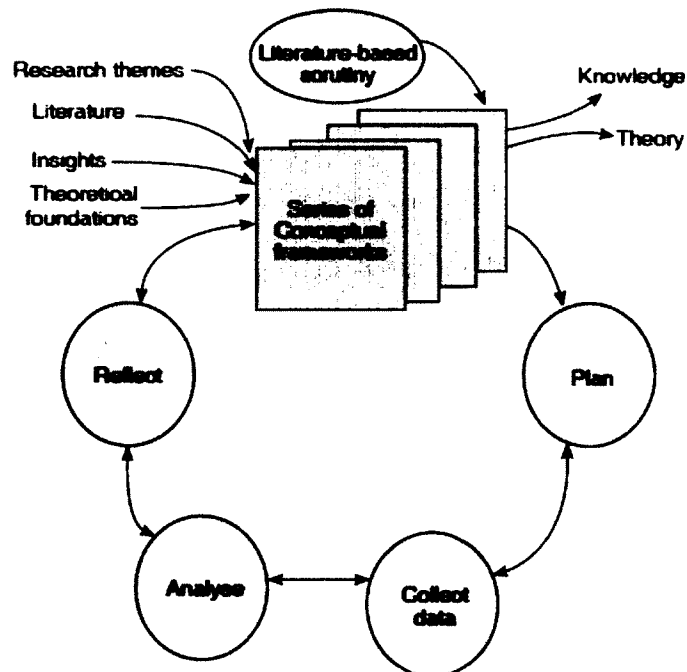 Literature-based
scrutiny
Research themes
Literature
Insights
Theoretical
foundations
Knowledge
Theory
Series of
Conceptual
frameworks
Reflect
Plan
Analyse
Collect
data